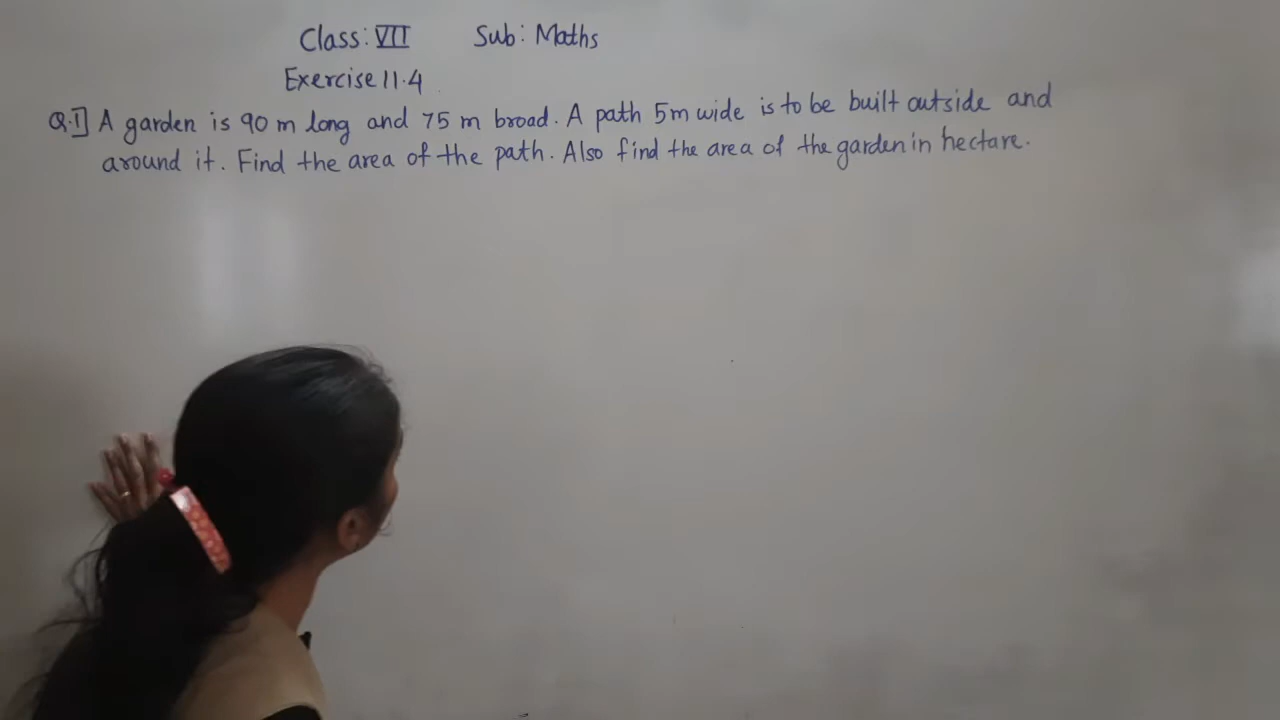 Class: VII Sub: Maths
Exercise 11.4
Q.1] A garden is 90 m long and 75 m broad. A path 5m wide is to be built outside and
around it. Find the area of the path. Also find the area of the garden in hectare.